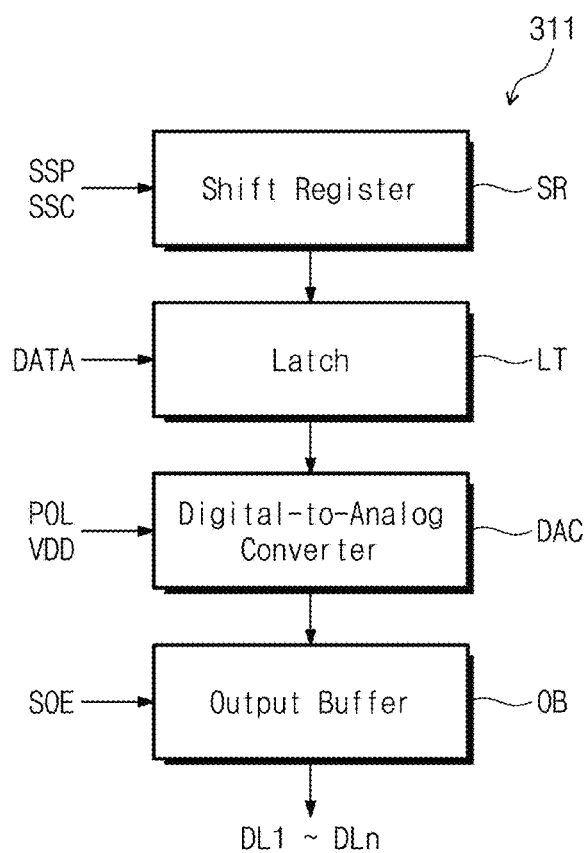 311
SSP
SSC
Shift Register
SR
DATA
Latch
LT
POL
VDD
Digital-to-Analog
Converter
DAC
SOE
Output Buffer
OB
DL1 ~ DLn